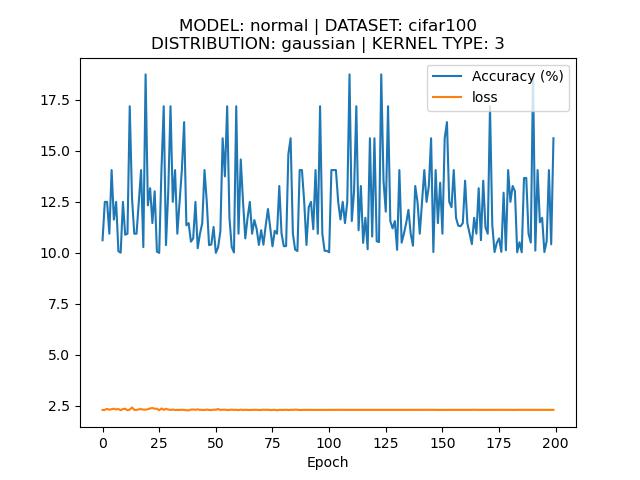 MODEL: normal | DATASET: cifar100
DISTRIBUTION: gaussian | KERNEL TYPE: 3
Accuracy (%)
loss
17.5
15.0
12.5
10.0
7.5
5.0
2.5
0 25 50 75 100 125 150 175 200
Epoch